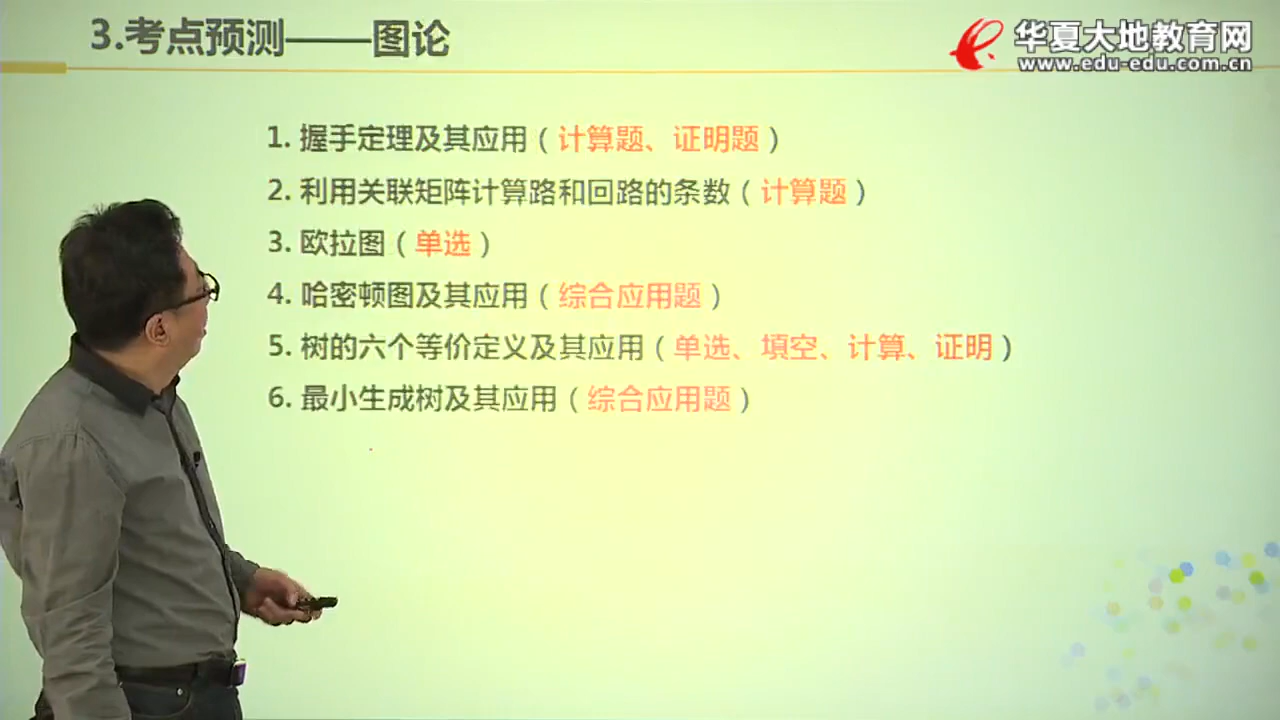 3.考点预测——图论
华夏大地教育网
www.edu-edu.com.cn
1. 握手定理及其应用（计算题、证明题）
2. 利用关联矩阵计算路和回路的条数（计算题）
3. 欧拉图（单选）
4. 哈密顿图及其应用（综合应用题）
5. 树的六个等价定义及其应用（单选、填空、计算、证明）
6. 最小生成树及其应用（综合应用题）